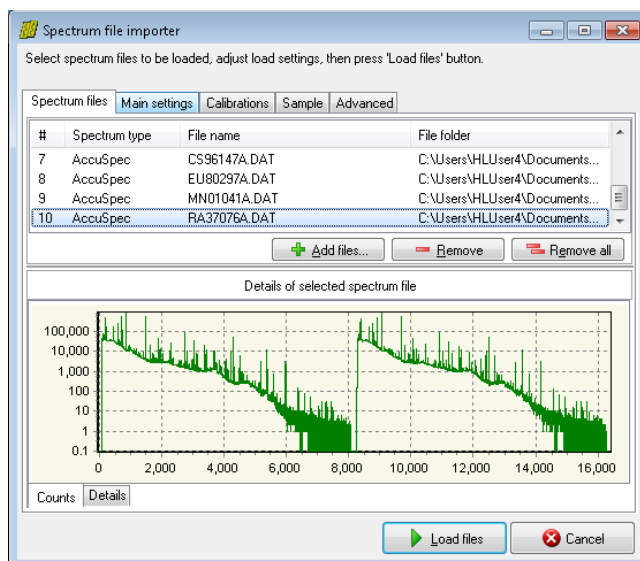 Spectrum file importer
Select spectrum files to be loaded, adjust load settings, then press 'Load files' button.
Spectrum files Main settings Calibrations Sample Advanced
# Spectrum type File name File folder
7 AccuSpec CS96147A.DAT C:\Users\HLUser4\Documents...
8 AccuSpec EU80297A.DAT C:\Users\HLUser4\Documents...
9 AccuSpec MN01041A.DAT C:\Users\HLUser4\Documents...
10 AccuSpec RA37076A.DAT C:\Users\HLUser4\Documents...
Add files... Remove Remove all
Details of selected spectrum file
100,000
10,000
1,000
100
10
1
0.1
0 2,000 4,000 6,000 8,000 10,000 12,000 14,000 16,000
Counts Details
Load files Cancel